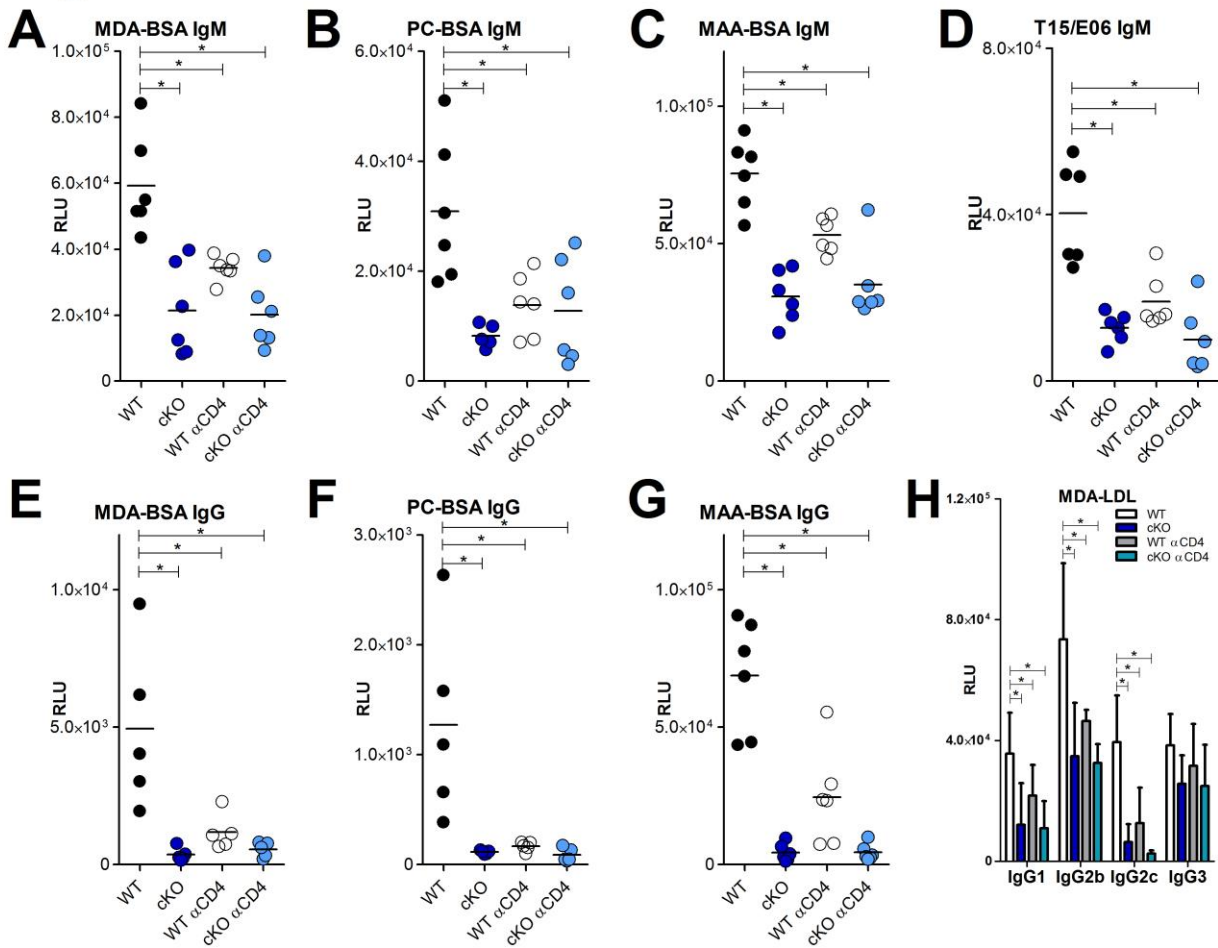 A MDA-BSA IgM
RLU
1.0×10⁵
8.0×10⁴
6.0×10⁴
4.0×10⁴
2.0×10⁴
0
* * *
WT cKO WT αCD4 cKO αCD4
B PC-BSA IgM
RLU
6.0×10⁴
4.0×10⁴
2.0×10⁴
0
* * *
WT cKO WT αCD4 cKO αCD4
C MAA-BSA IgM
RLU
1.0×10⁵
5.0×10⁴
0
* * *
WT cKO WT αCD4 cKO αCD4
D T15/E06 IgM
RLU
8.0×10⁴
4.0×10⁴
0
* * *
WT cKO WT αCD4 cKO αCD4
E MDA-BSA IgG
RLU
1.0×10⁴
5.0×10³
0
* * *
WT cKO WT αCD4 cKO αCD4
F PC-BSA IgG
RLU
3.0×10³
2.0×10³
1.0×10³
0
* * *
WT cKO WT αCD4 cKO αCD4
G MAA-BSA IgG
RLU
1.0×10⁵
5.0×10⁴
0
* * *
WT cKO WT αCD4 cKO αCD4
H MDA-LDL
WT
cKO
WT αCD4
cKO αCD4
RLU
1.2×10⁵
8.0×10⁴
4.0×10⁴
0
* * *
* * *
* * *
IgG1 IgG2b IgG2c IgG3